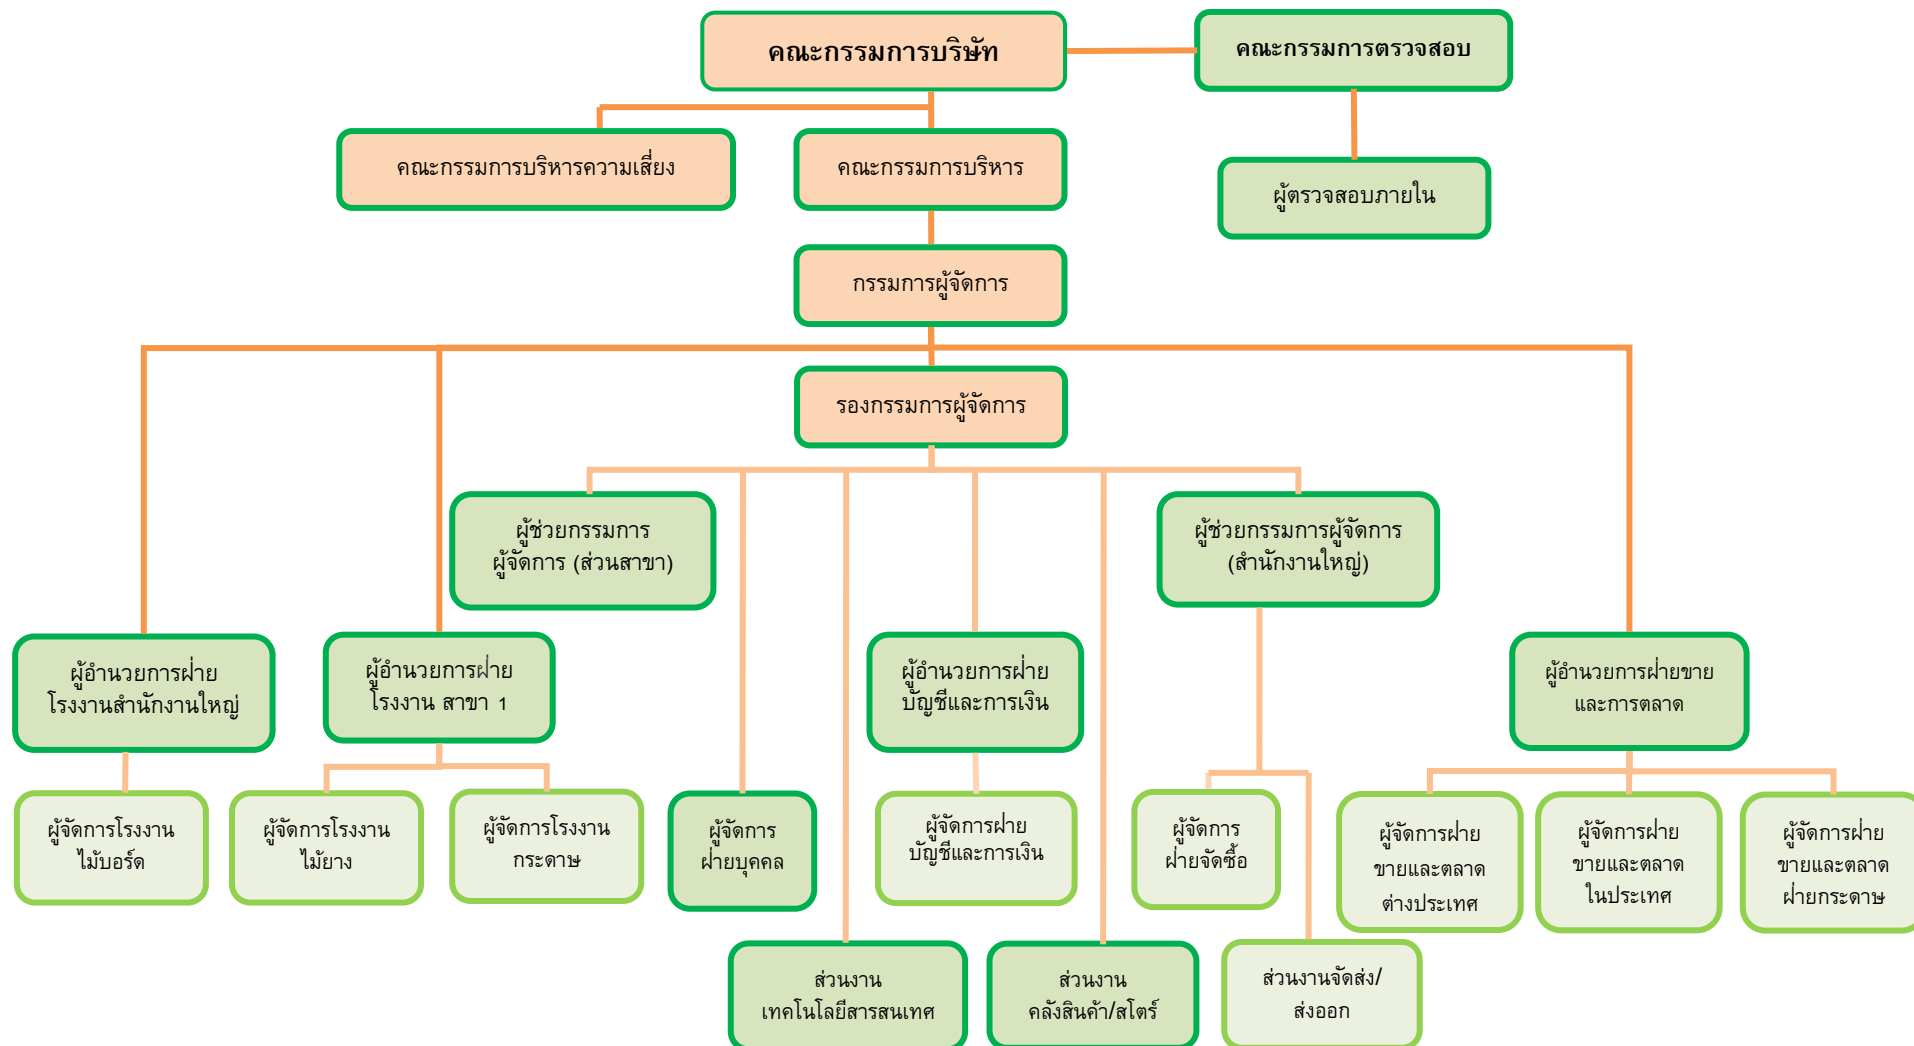 คณะกรรมการบริษัท
คณะกรรมการตรวจสอบ
คณะกรรมการบริหารความเสี่ยง
คณะกรรมการบริหาร
ผู้ตรวจสอบภายใน
กรรมการผู้จัดการ
รองกรรมการผู้จัดการ
ผู้ช่วยกรรมการ
ผู้จัดการ (ส่วนสาขา)
ผู้ช่วยกรรมการผู้จัดการ
(สำนักงานใหญ่)
ผู้อำนวยการฝ่าย
โรงงานสำนักงานใหญ่
ผู้อำนวยการฝ่าย
โรงงาน สาขา 1
ผู้อำนวยการฝ่าย
บัญชีและการเงิน
ผู้อำนวยการฝ่ายขาย
และการตลาด
ผู้จัดการโรงงาน
ไม้บอร์ด
ผู้จัดการโรงงาน
ไม้ยาง
ผู้จัดการโรงงาน
กระดาษ
ผู้จัดการ
ฝ่ายบุคคล
ผู้จัดการฝ่าย
บัญชีและการเงิน
ผู้จัดการ
ฝ่ายจัดซื้อ
ผู้จัดการฝ่าย
ขายและตลาด
ต่างประเทศ
ผู้จัดการฝ่าย
ขายและตลาด
ในประเทศ
ผู้จัดการฝ่าย
ขายและตลาด
ฝ่ายกระดาษ
ส่วนงาน
เทคโนโลยีสารสนเทศ
ส่วนงาน
คลังสินค้า/สโตร์
ส่วนงานจัดส่ง/
ส่งออก